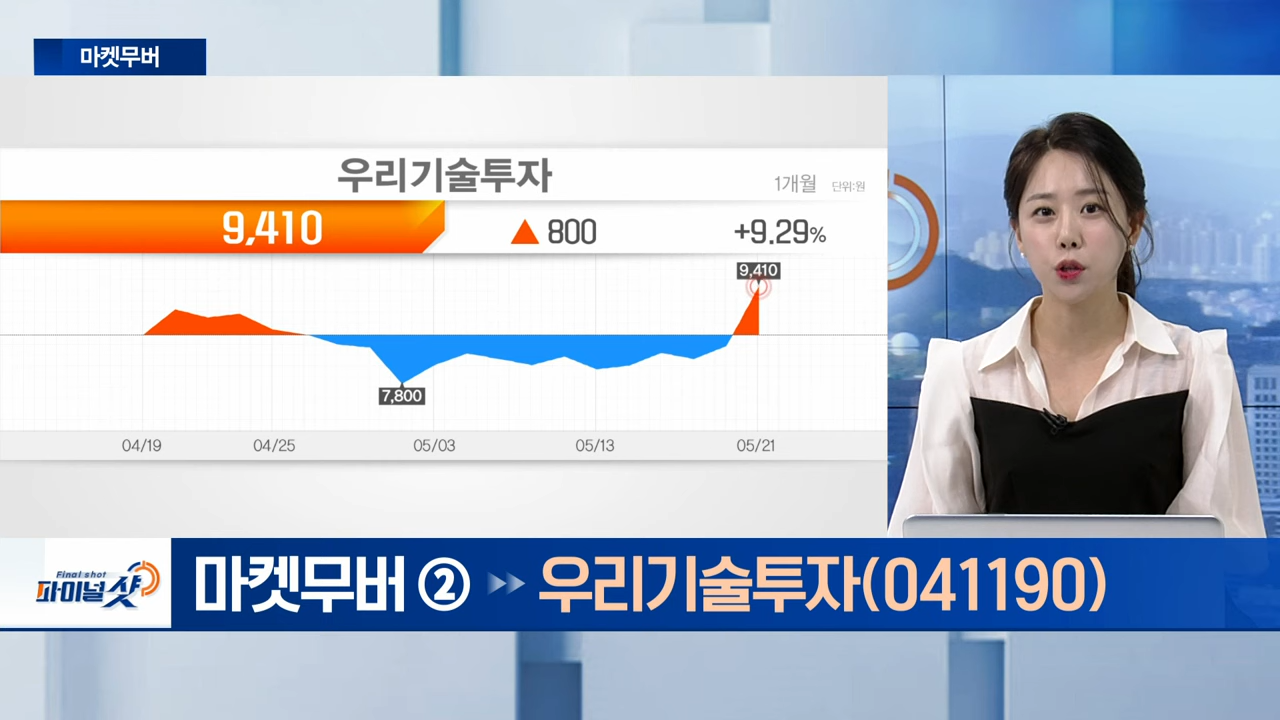 마켓무버
우리기술투자
1개월 단위:원
9,410 ▲ 800 +9.29%
9,410
7,800
04/19 04/25 05/03 05/13 05/21
Final shot
파이널샷
마켓무버 ② 우리기술투자(041190)